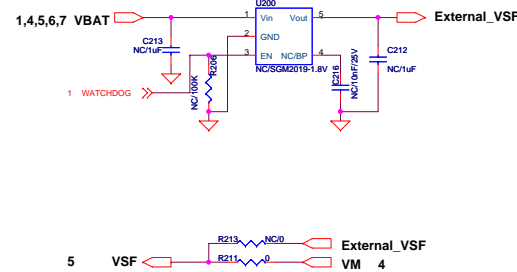 U200
1,4,5,6,7 VBAT
1 Vin Vout 5
External_VSF
2 GND
C213
NC/1uF
3 EN NC/BP 4
C212
NC/1uF
NC/SGM2019-1.8V
R206
NC/100K
C216
NC/10nF/25V
1 WATCHDOG
R213 NC/0
External_VSF
5 VSF
R211 0
VM 4